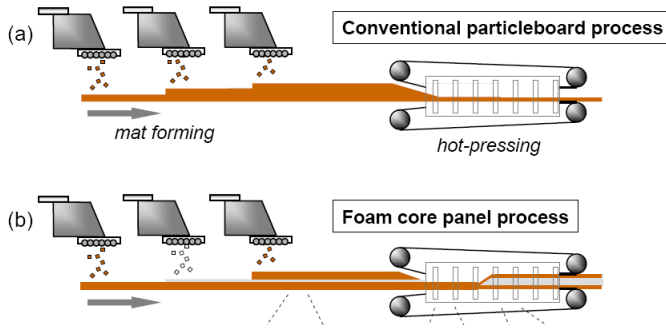 (a)
Conventional particleboard process
mat forming
hot-pressing
(b)
Foam core panel process